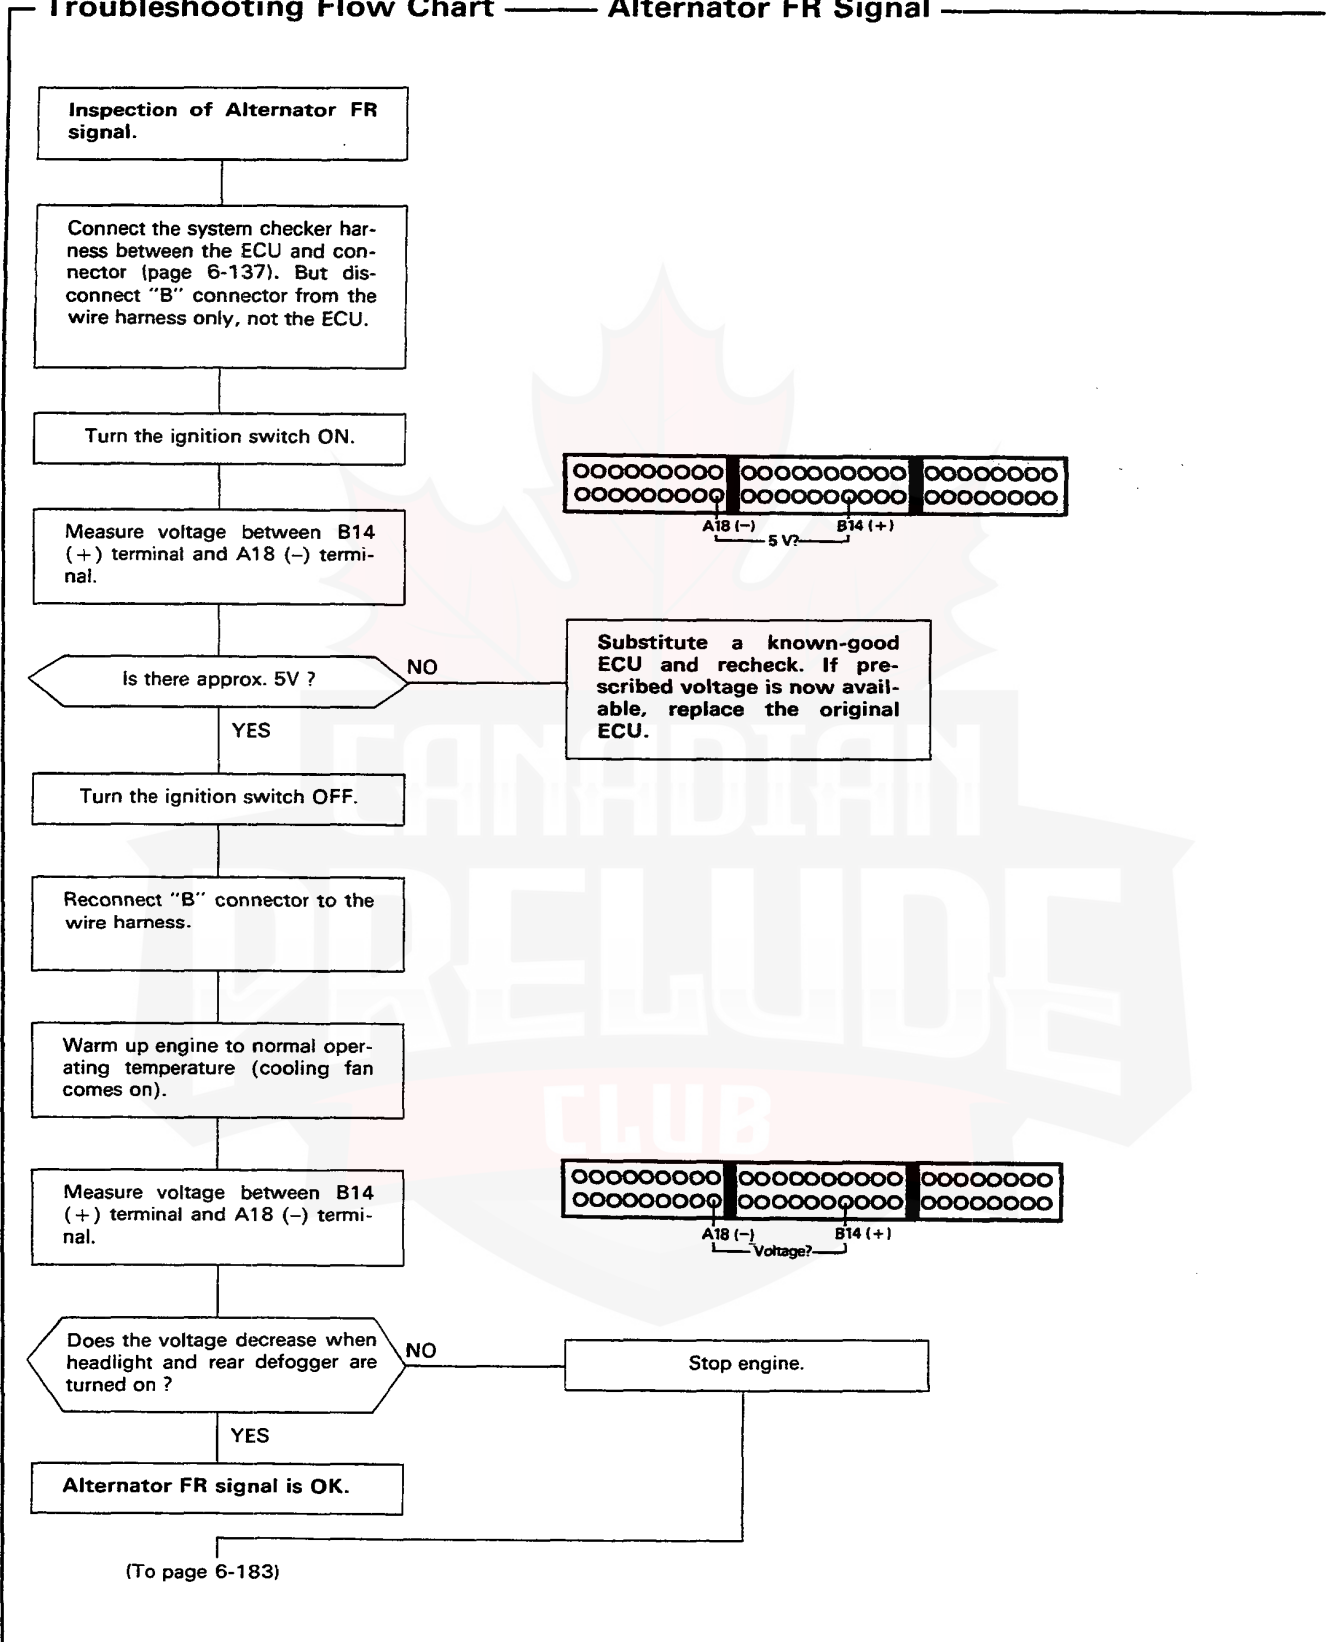 Troubleshooting Flow Chart Alternator FR Signal
Inspection of Alternator FR
signal.
Connect the system checker har-
ness between the ECU and con-
nector (page 6-137). But dis-
connect "B" connector from the
wire harness only, not the ECU.
Turn the ignition switch ON.
Measure voltage between B14
(+) terminal and A18 (–) termi-
nal.
A18 (–) B14 (+)
5 V?
Is there approx. 5V ?
NO
Substitute a known-good
ECU and recheck. If pre-
scribed voltage is now avail-
able, replace the original
ECU.
YES
Turn the ignition switch OFF.
Reconnect "B" connector to the
wire harness.
Warm up engine to normal oper-
ating temperature (cooling fan
comes on).
Measure voltage between B14
(+) terminal and A18 (–) termi-
nal.
A18 (–) B14 (+)
Voltage?
Does the voltage decrease when
headlight and rear defogger are
turned on ?
NO
Stop engine.
YES
Alternator FR signal is OK.
(To page 6-183)
CANADIAN
PRELUDE
CLUB